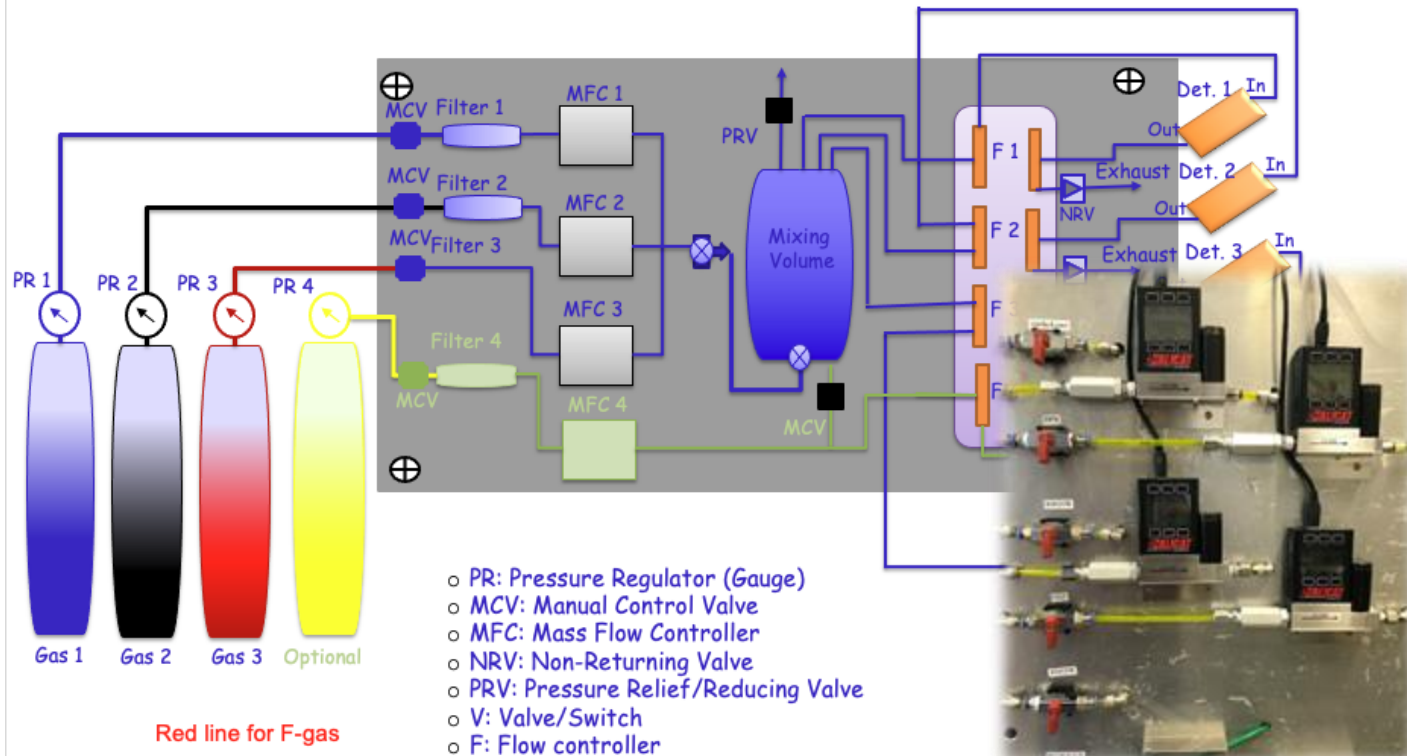 MFC 1
MCV Filter 1
PRV
F 1
Det. 1 In
Out
MCV Filter 2
MFC 2
Mixing
Volume
F 2
Exhaust Det. 2 In
NRV
Out
MCV Filter 3
MFC 3
Exhaust Det. 3 In
PR 1 PR 2 PR 3 PR 4
F
Filter 4
MCV
MFC 4
MCV
F
ALICAT
ALICAT
ALICAT
ALICAT
Gas 1 Gas 2 Gas 3 Optional
Red line for F-gas
○ PR: Pressure Regulator (Gauge)
○ MCV: Manual Control Valve
○ MFC: Mass Flow Controller
○ NRV: Non-Returning Valve
○ PRV: Pressure Relief/Reducing Valve
○ V: Valve/Switch
○ F: Flow controller